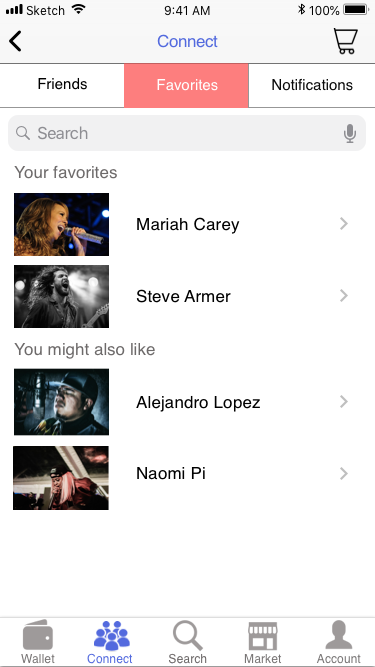 Sketch 9:41 AM 100%
Connect
Friends Favorites Notifications
Search
Your favorites
Mariah Carey
Steve Armer
You might also like
Alejandro Lopez
Naomi Pi
Wallet Connect Search Market Account